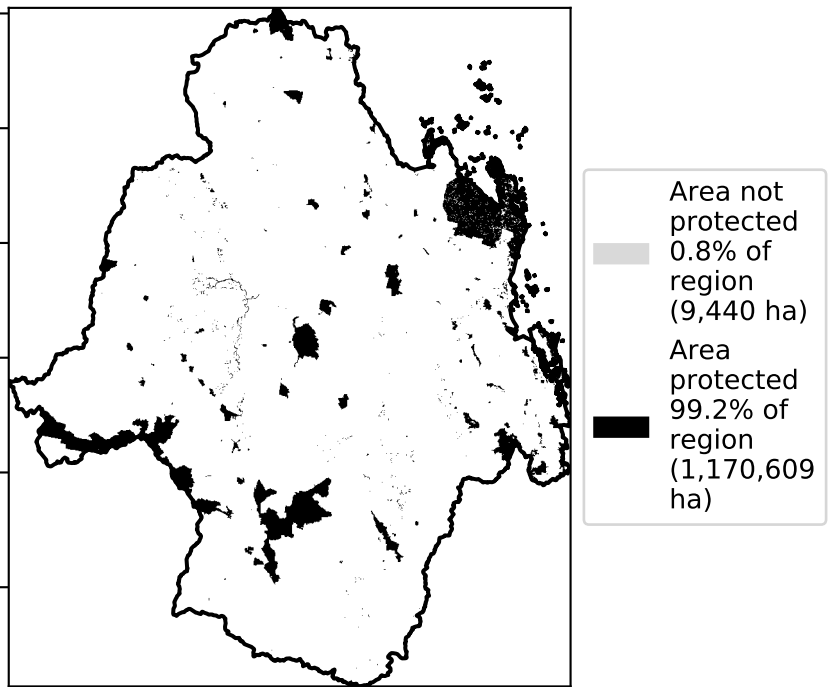 Area not
protected
0.8% of
region
(9,440 ha)
Area
protected
99.2% of
region
(1,170,609
ha)